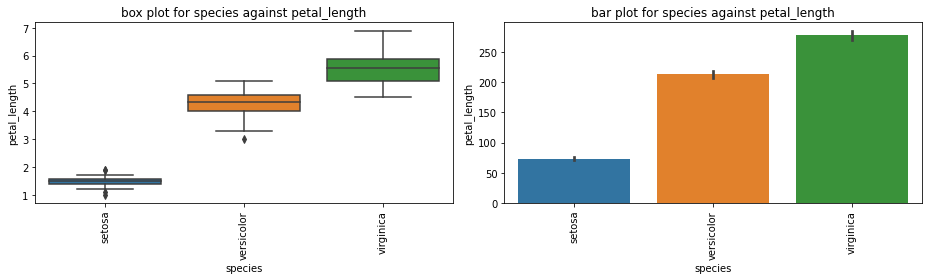 box plot for species against petal_length
7
6
5
4
3
2
1
petal_length
setosa
versicolor
virginica
species
bar plot for species against petal_length
250
200
150
100
50
0
petal_length
setosa
versicolor
virginica
species